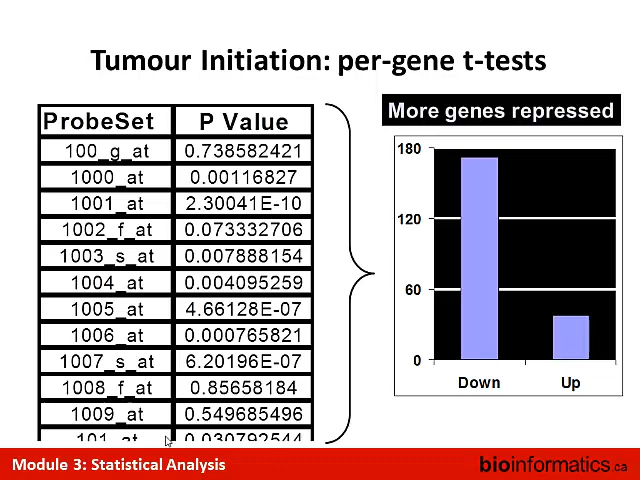 Tumour Initiation: per-gene t-tests
ProbeSet P Value
100_g_at 0.738582421
1000_at 0.00116827
1001_at 2.30041E-10
1002_f_at 0.073332706
1003_s_at 0.007888154
1004_at 0.004095259
1005_at 4.66128E-07
1006_at 0.000765821
1007_s_at 6.20196E-07
1008_f_at 0.85658184
1009_at 0.549685496
101_at 0.030792544
More genes repressed
180
120
60
0
Down Up
Module 3: Statistical Analysis
bioinformatics.ca